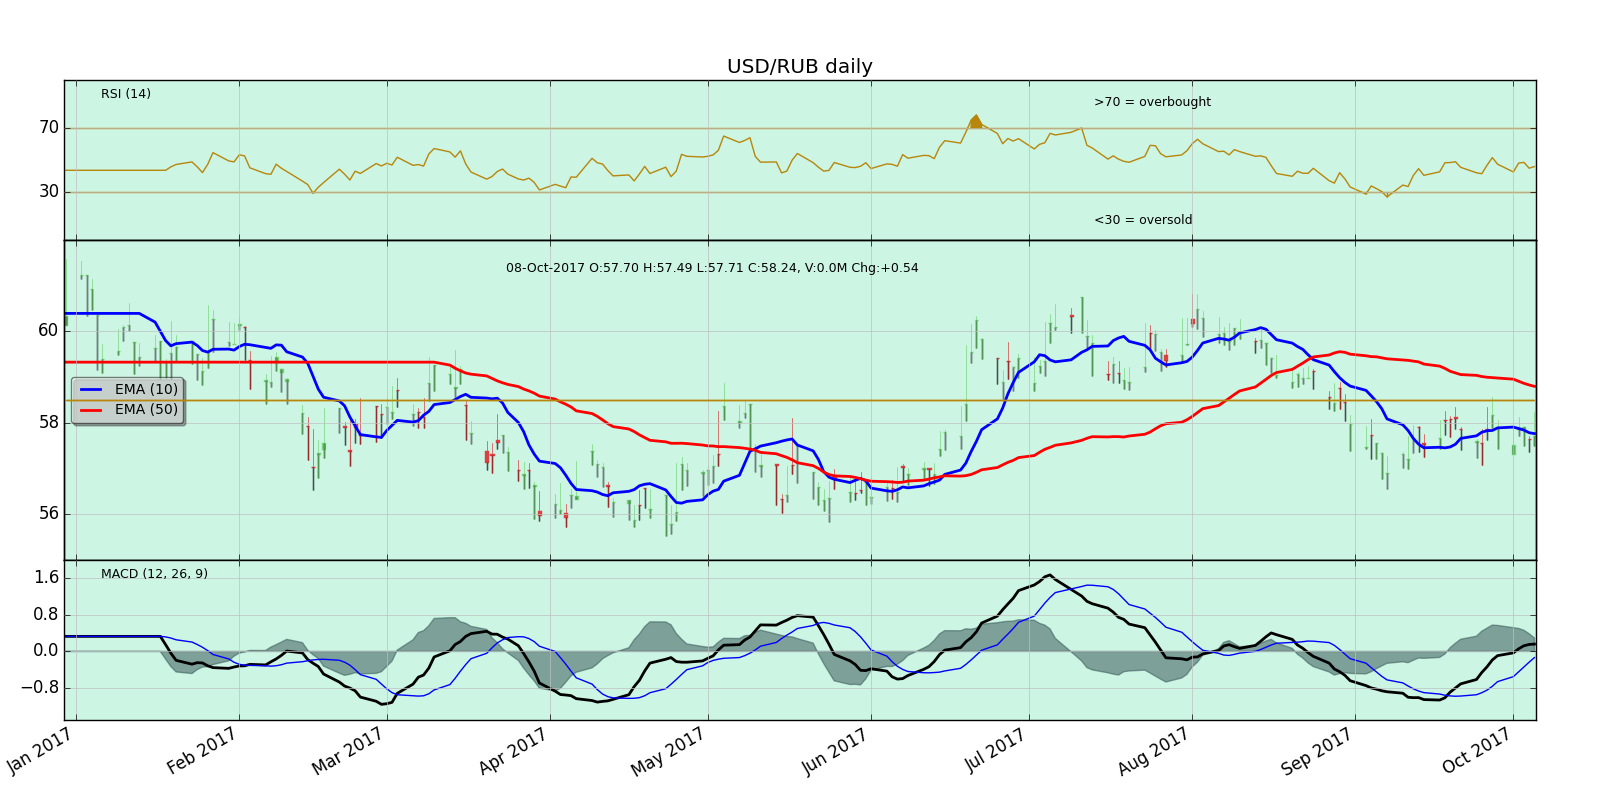 USD/RUB daily
RSI (14)
>70 = overbought
70
30
<30 = oversold
08-Oct-2017 O:57.70 H:57.49 L:57.71 C:58.24, V:0.0M Chg:+0.54
60
58
56
EMA (10)
EMA (50)
MACD (12, 26, 9)
1.6
0.8
0.0
−0.8
Jan 2017
Feb 2017
Mar 2017
Apr 2017
May 2017
Jun 2017
Jul 2017
Aug 2017
Sep 2017
Oct 2017